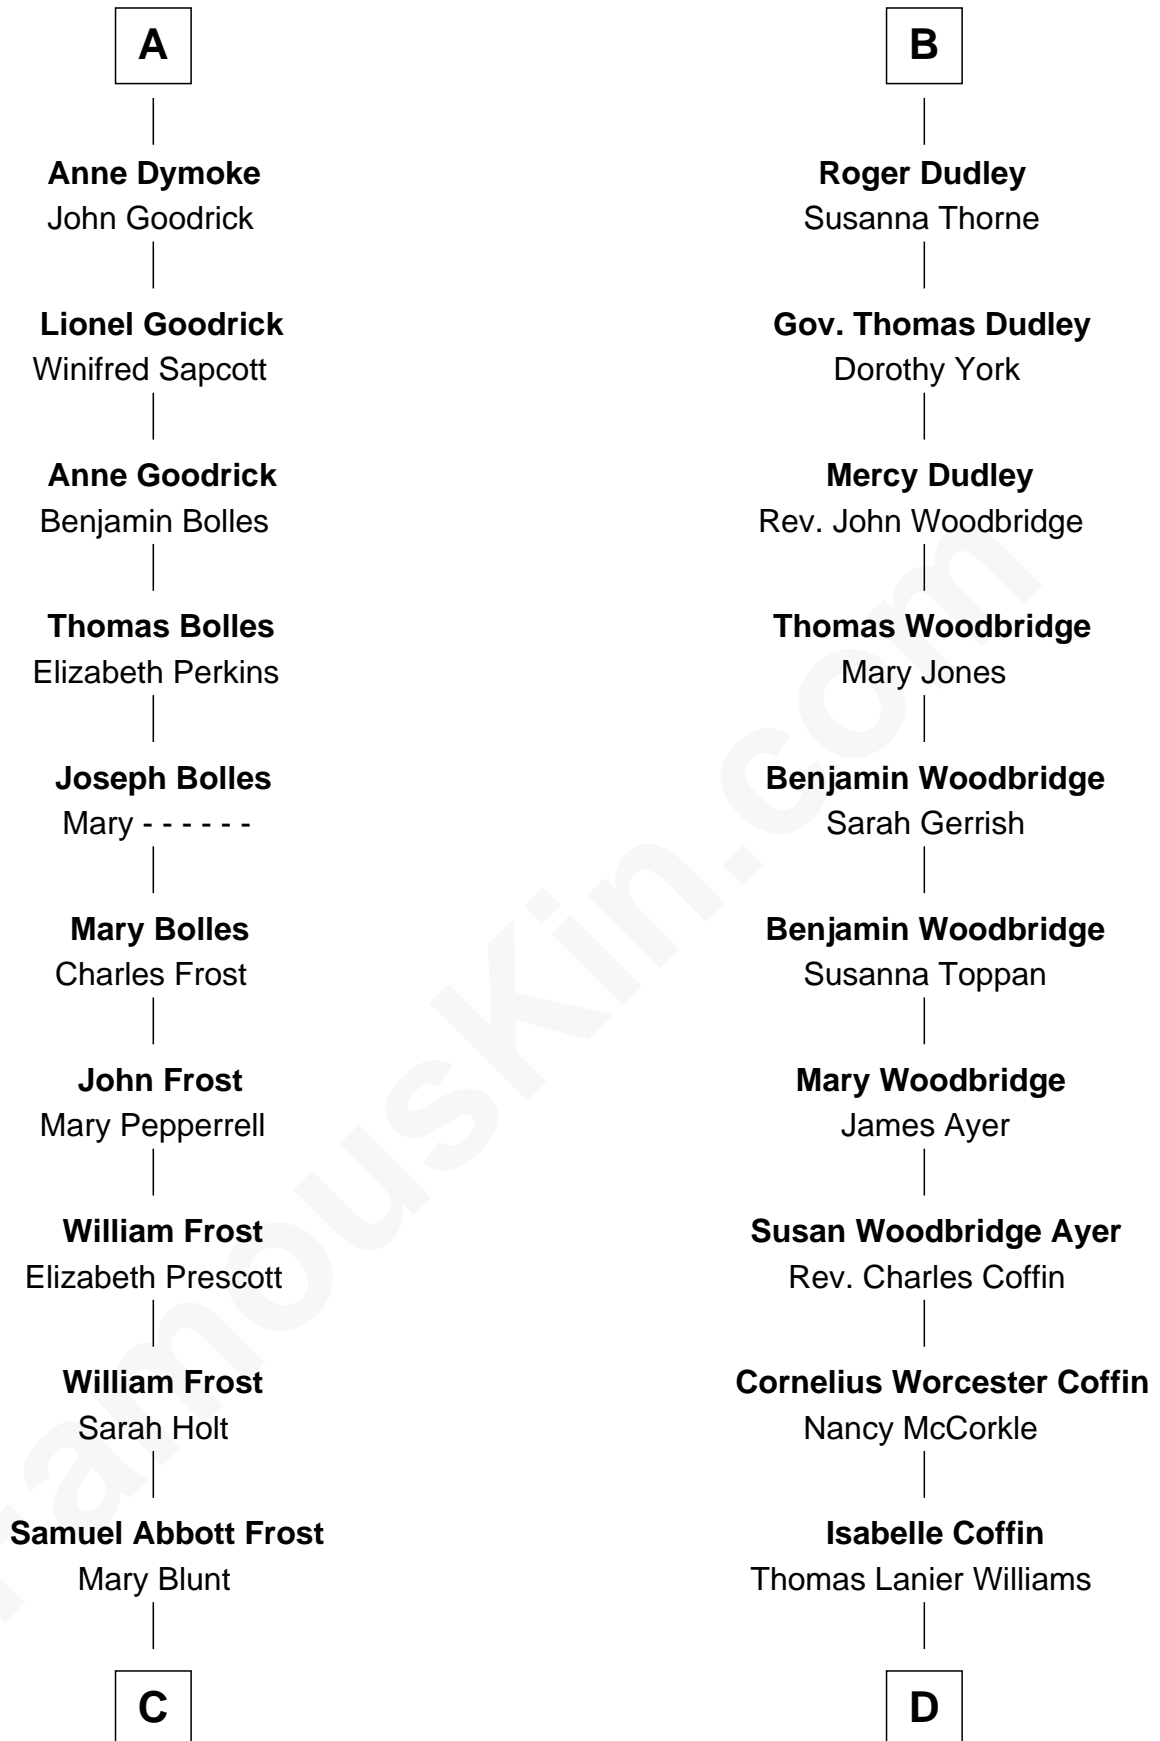 A
Anne Dymoke
John Goodrick
Lionel Goodrick
Winifred Sapcott
Anne Goodrick
Benjamin Bolles
Thomas Bolles
Elizabeth Perkins
Joseph Bolles
Mary - - - - - -
Mary Bolles
Charles Frost
John Frost
Mary Pepperrell
William Frost
Elizabeth Prescott
William Frost
Sarah Holt
Samuel Abbott Frost
Mary Blunt
C
B
Roger Dudley
Susanna Thorne
Gov. Thomas Dudley
Dorothy York
Mercy Dudley
Rev. John Woodbridge
Thomas Woodbridge
Mary Jones
Benjamin Woodbridge
Sarah Gerrish
Benjamin Woodbridge
Susanna Toppan
Mary Woodbridge
James Ayer
Susan Woodbridge Ayer
Rev. Charles Coffin
Cornelius Worcester Coffin
Nancy McCorkle
Isabelle Coffin
Thomas Lanier Williams
D
FamousKin.com